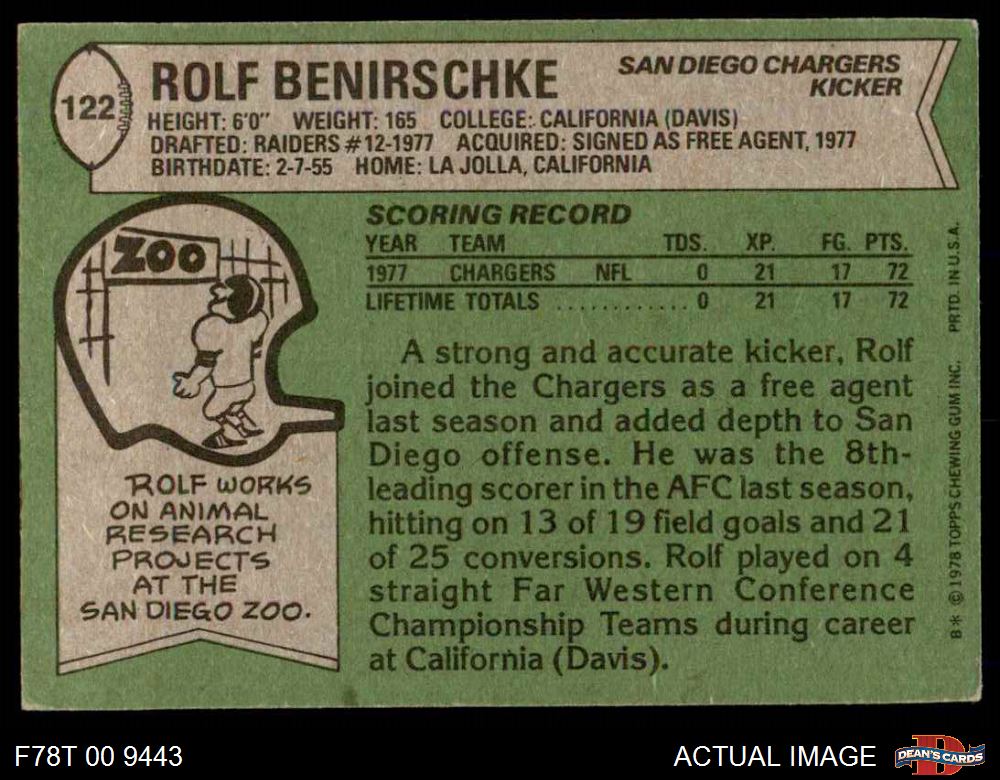 122
ROLF BENIRSCHKE
SAN DIEGO CHARGERS
KICKER
HEIGHT: 6'0" WEIGHT: 165 COLLEGE: CALIFORNIA (DAVIS)
DRAFTED: RAIDERS #12-1977 ACQUIRED: SIGNED AS FREE AGENT, 1977
BIRTHDATE: 2-7-55 HOME: LA JOLLA, CALIFORNIA
ZOO
ROLF WORKS
ON ANIMAL
RESEARCH
PROJECTS
AT THE
SAN DIEGO ZOO.
SCORING RECORD
YEAR TEAM TDS. XP. FG. PTS.
1977 CHARGERS NFL 0 21 17 72
LIFETIME TOTALS ............ 0 21 17 72
A strong and accurate kicker, Rolf
joined the Chargers as a free agent
last season and added depth to San
Diego offense. He was the 8th-
leading scorer in the AFC last season,
hitting on 13 of 19 field goals and 21
of 25 conversions. Rolf played on 4
straight Far Western Conference
Championship Teams during career
at California (Davis).
B* © 1978 TOPPS CHEWING GUM INC. PRTD. IN U.S.A.
F78T 00 9443
ACTUAL IMAGE
D
DEAN'S CARDS